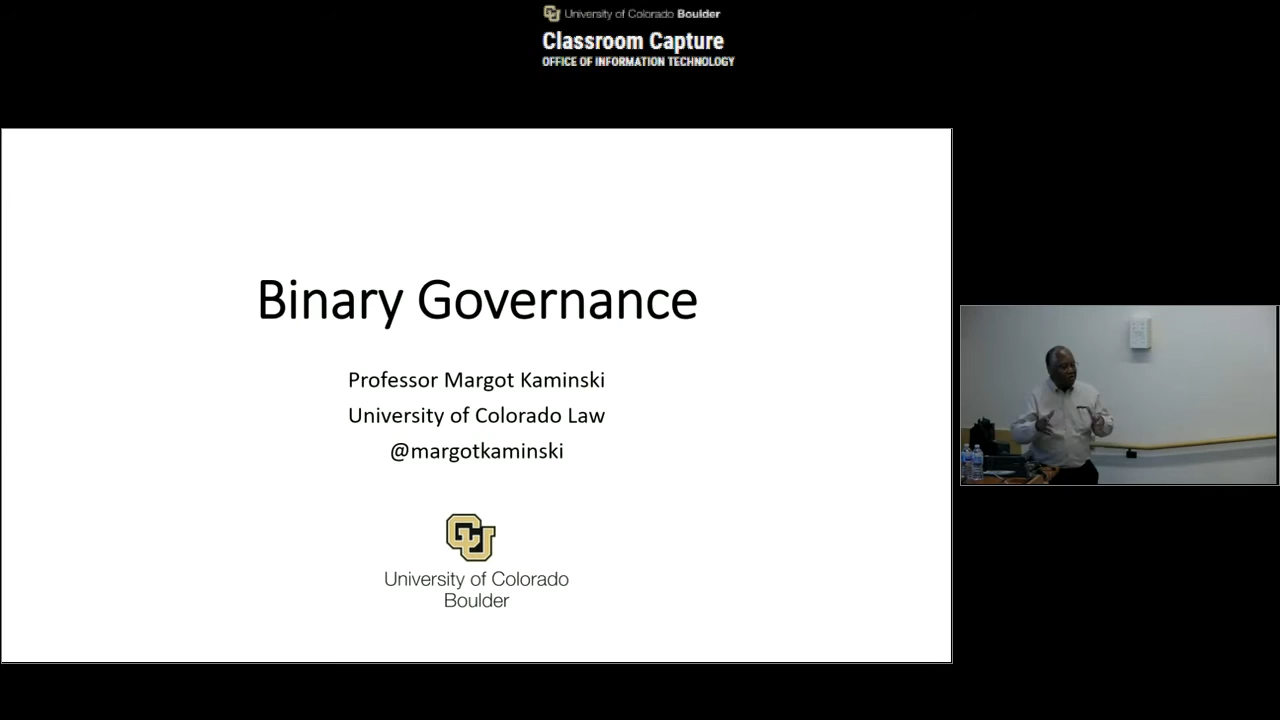 University of Colorado Boulder
Classroom Capture
OFFICE OF INFORMATION TECHNOLOGY
Binary Governance
Professor Margot Kaminski
University of Colorado Law
@margotkaminski
CU
University of Colorado
Boulder